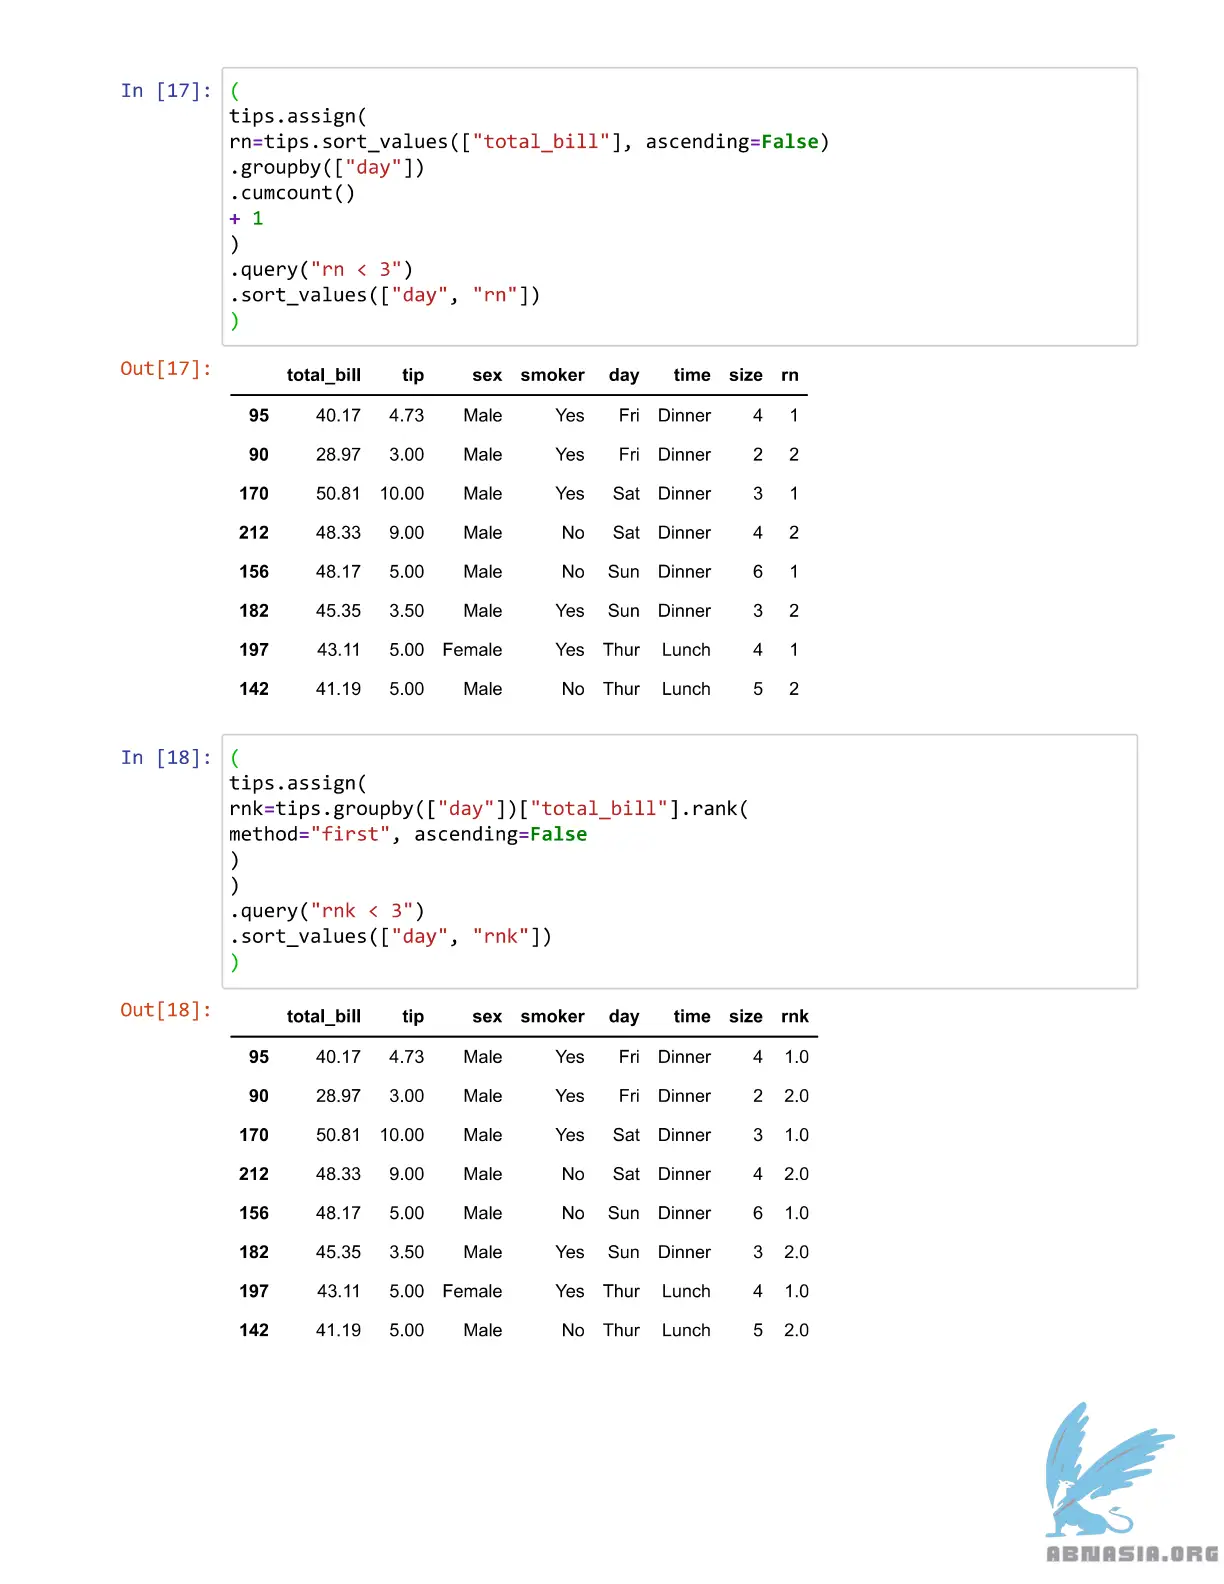 In [17]: (
tips.assign(
rn=tips.sort_values(["total_bill"], ascending=False)
.groupby(["day"])
.cumcount()
+ 1
)
.query("rn < 3")
.sort_values(["day", "rn"])
)
Out[17]:
total_bill tip sex smoker day time size rn
95 40.17 4.73 Male Yes Fri Dinner 4 1
90 28.97 3.00 Male Yes Fri Dinner 2 2
170 50.81 10.00 Male Yes Sat Dinner 3 1
212 48.33 9.00 Male No Sat Dinner 4 2
156 48.17 5.00 Male No Sun Dinner 6 1
182 45.35 3.50 Male Yes Sun Dinner 3 2
197 43.11 5.00 Female Yes Thur Lunch 4 1
142 41.19 5.00 Male No Thur Lunch 5 2
In [18]: (
tips.assign(
rnk=tips.groupby(["day"])["total_bill"].rank(
method="first", ascending=False
)
)
.query("rnk < 3")
.sort_values(["day", "rnk"])
)
Out[18]:
total_bill tip sex smoker day time size rnk
95 40.17 4.73 Male Yes Fri Dinner 4 1.0
90 28.97 3.00 Male Yes Fri Dinner 2 2.0
170 50.81 10.00 Male Yes Sat Dinner 3 1.0
212 48.33 9.00 Male No Sat Dinner 4 2.0
156 48.17 5.00 Male No Sun Dinner 6 1.0
182 45.35 3.50 Male Yes Sun Dinner 3 2.0
197 43.11 5.00 Female Yes Thur Lunch 4 1.0
142 41.19 5.00 Male No Thur Lunch 5 2.0
ABNASIA.ORG